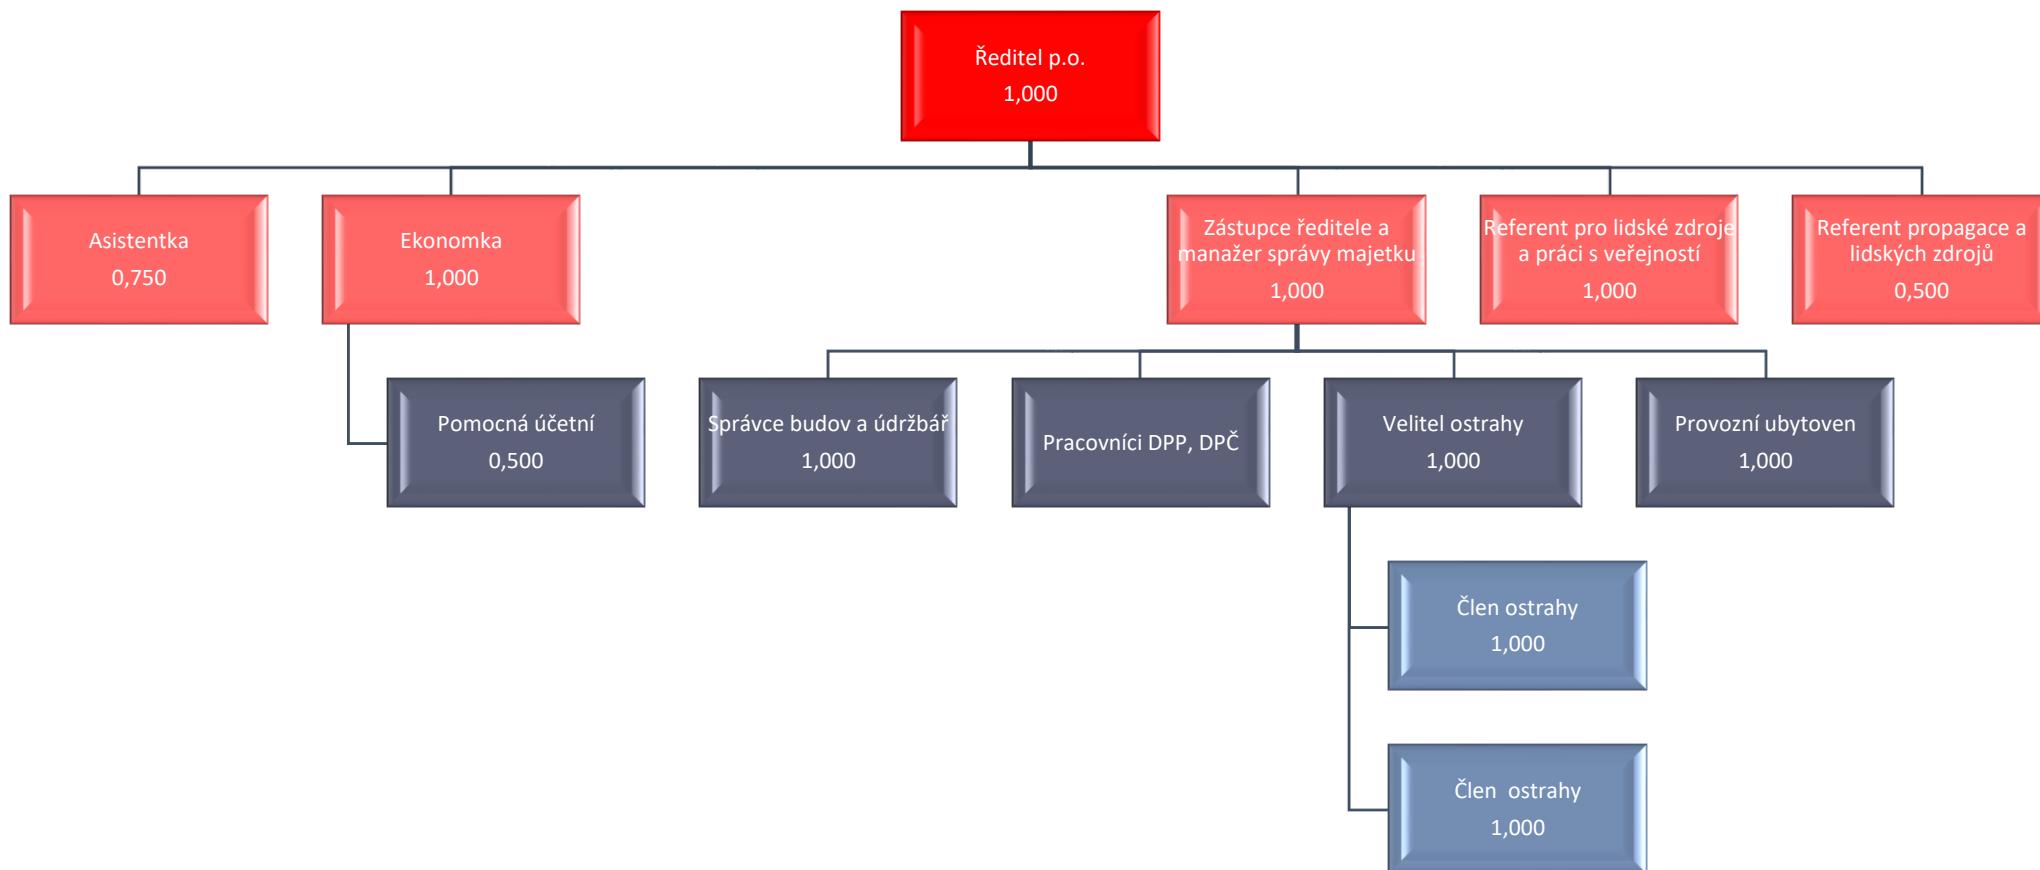 Ředitel p.o.
1,000
Asistentka
0,750
Ekonomka
1,000
Zástupce ředitele a
manažer správy majetku
1,000
Referent pro lidské zdroje
a práci s veřejností
1,000
Referent propagace a
lidských zdrojů
0,500
Pomocná účetní
0,500
Správce budov a údržbář
1,000
Pracovníci DPP, DPČ
Velitel ostrahy
1,000
Provozní ubytoven
1,000
Člen ostrahy
1,000
Člen  ostrahy
1,000